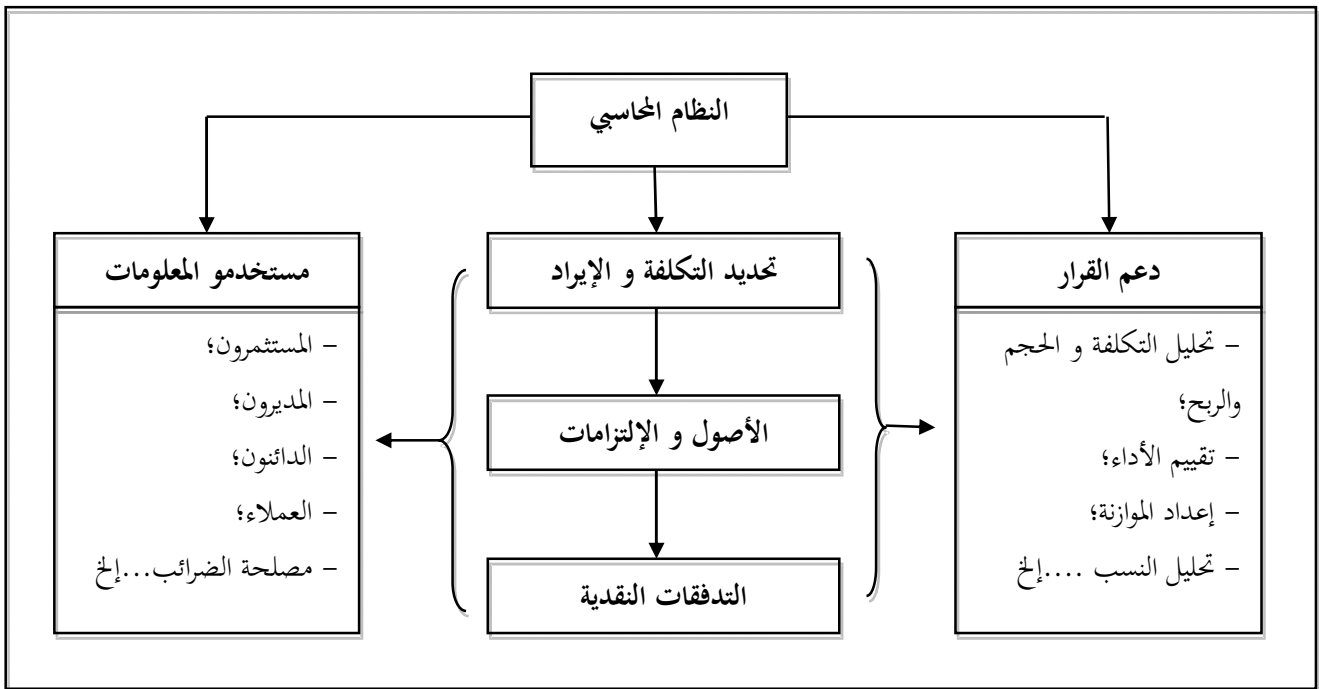 النظام المحاسبي
دعم القرار
– تحليل التكلفة و الحجم
والربح؛
– تقييم الأداء؛
– إعداد الموازنة؛
– تحليل النسب ....إلخ
تحديد التكلفة و الإيراد
الأصول و الإلتزامات
التدفقات النقدية
مستخدمو المعلومات
– المستثمرون؛
– المديرون؛
– الدائنون؛
– العملاء؛
– مصلحة الضرائب...إلخ